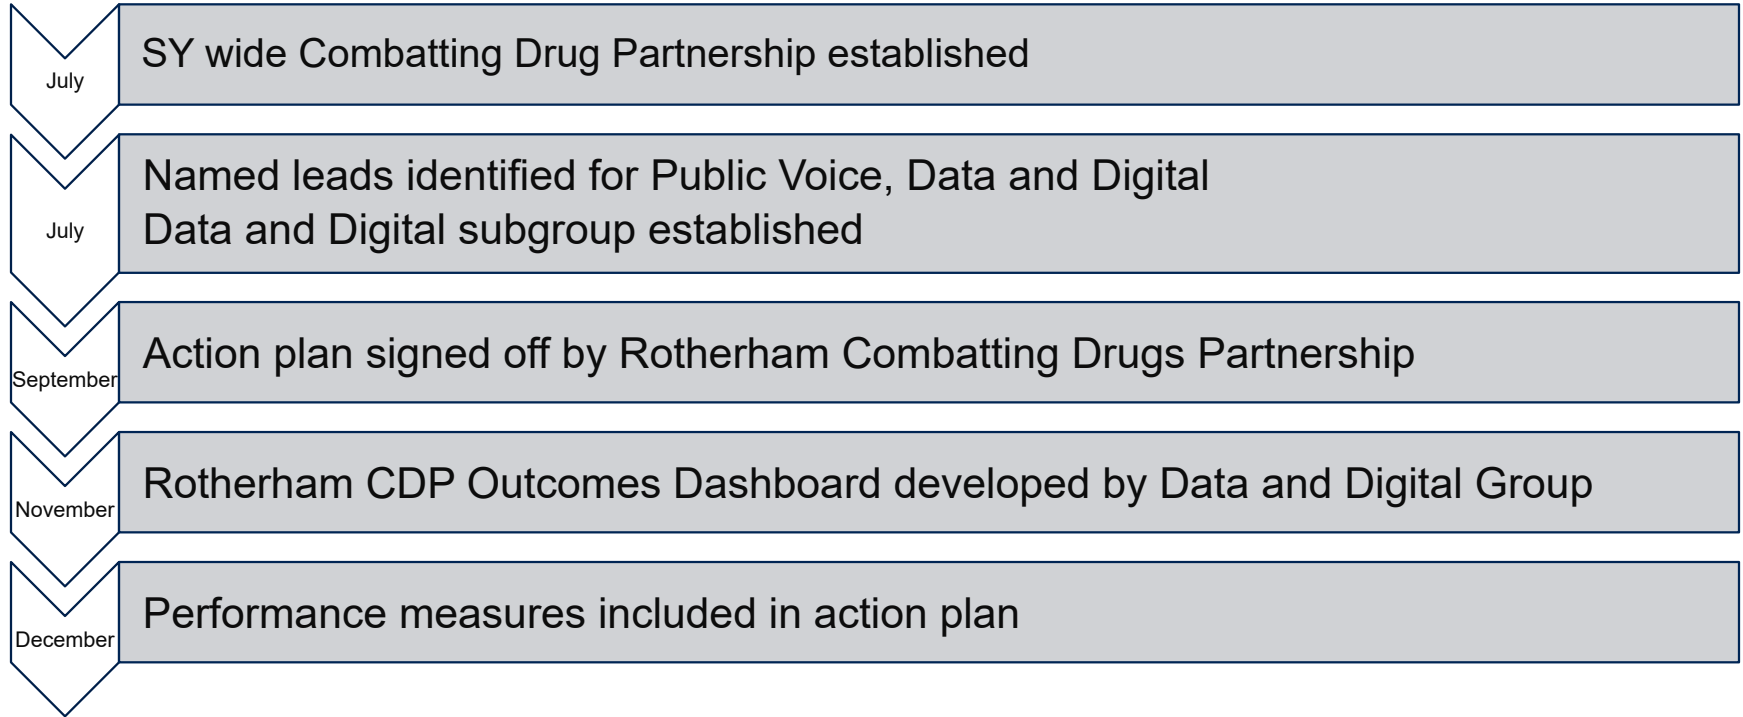 July
SY wide Combatting Drug Partnership established
July
Named leads identified for Public Voice, Data and Digital
Data and Digital subgroup established
September
Action plan signed off by Rotherham Combatting Drugs Partnership
November
Rotherham CDP Outcomes Dashboard developed by Data and Digital Group
December
Performance measures included in action plan